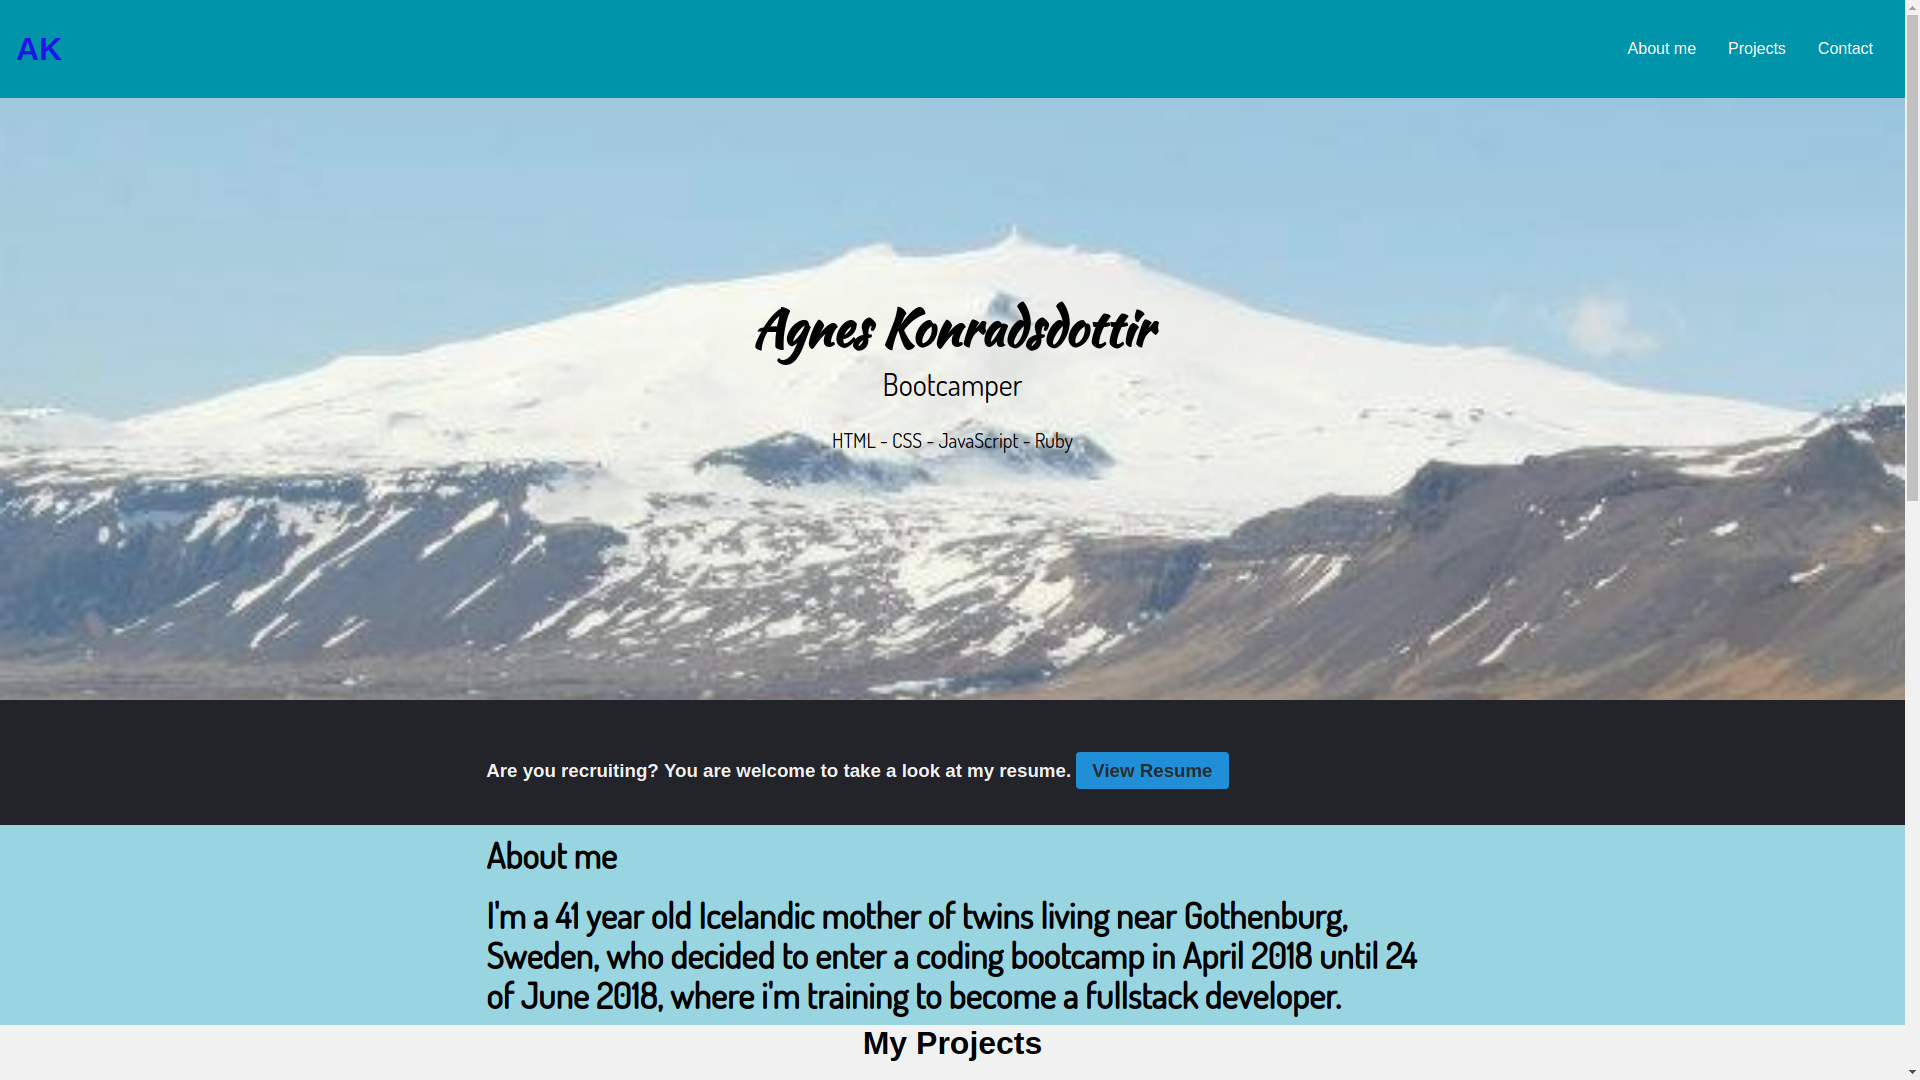 AK
About me
Projects
Contact
Agnes Konradsdottir
Bootcamper
HTML - CSS - JavaScript - Ruby
Are you recruiting? You are welcome to take a look at my resume.
View Resume
About me
I'm a 41 year old Icelandic mother of twins living near Gothenburg,
Sweden, who decided to enter a coding bootcamp in April 2018 until 24
of June 2018, where i'm training to become a fullstack developer.
My Projects